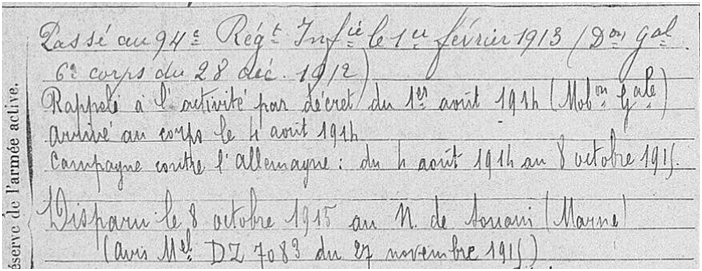 Passé au 94e Régt Infie le 1er février 1913 (Don Gal
6e corps du 28 déc. 1912)
Rappelé à l'activité par décret du 1er août 1914 (Mobon Gale)
arrivé au corps le 4 août 1914
Campagne contre l'Allemagne : du 4 août 1914 au 8 octobre 1915.
Disparu le 8 octobre 1915 au N. de Souain (Marne)
(avis Mel DZ 7083 du 27 novembre 1915)
éserve de l'armée active.